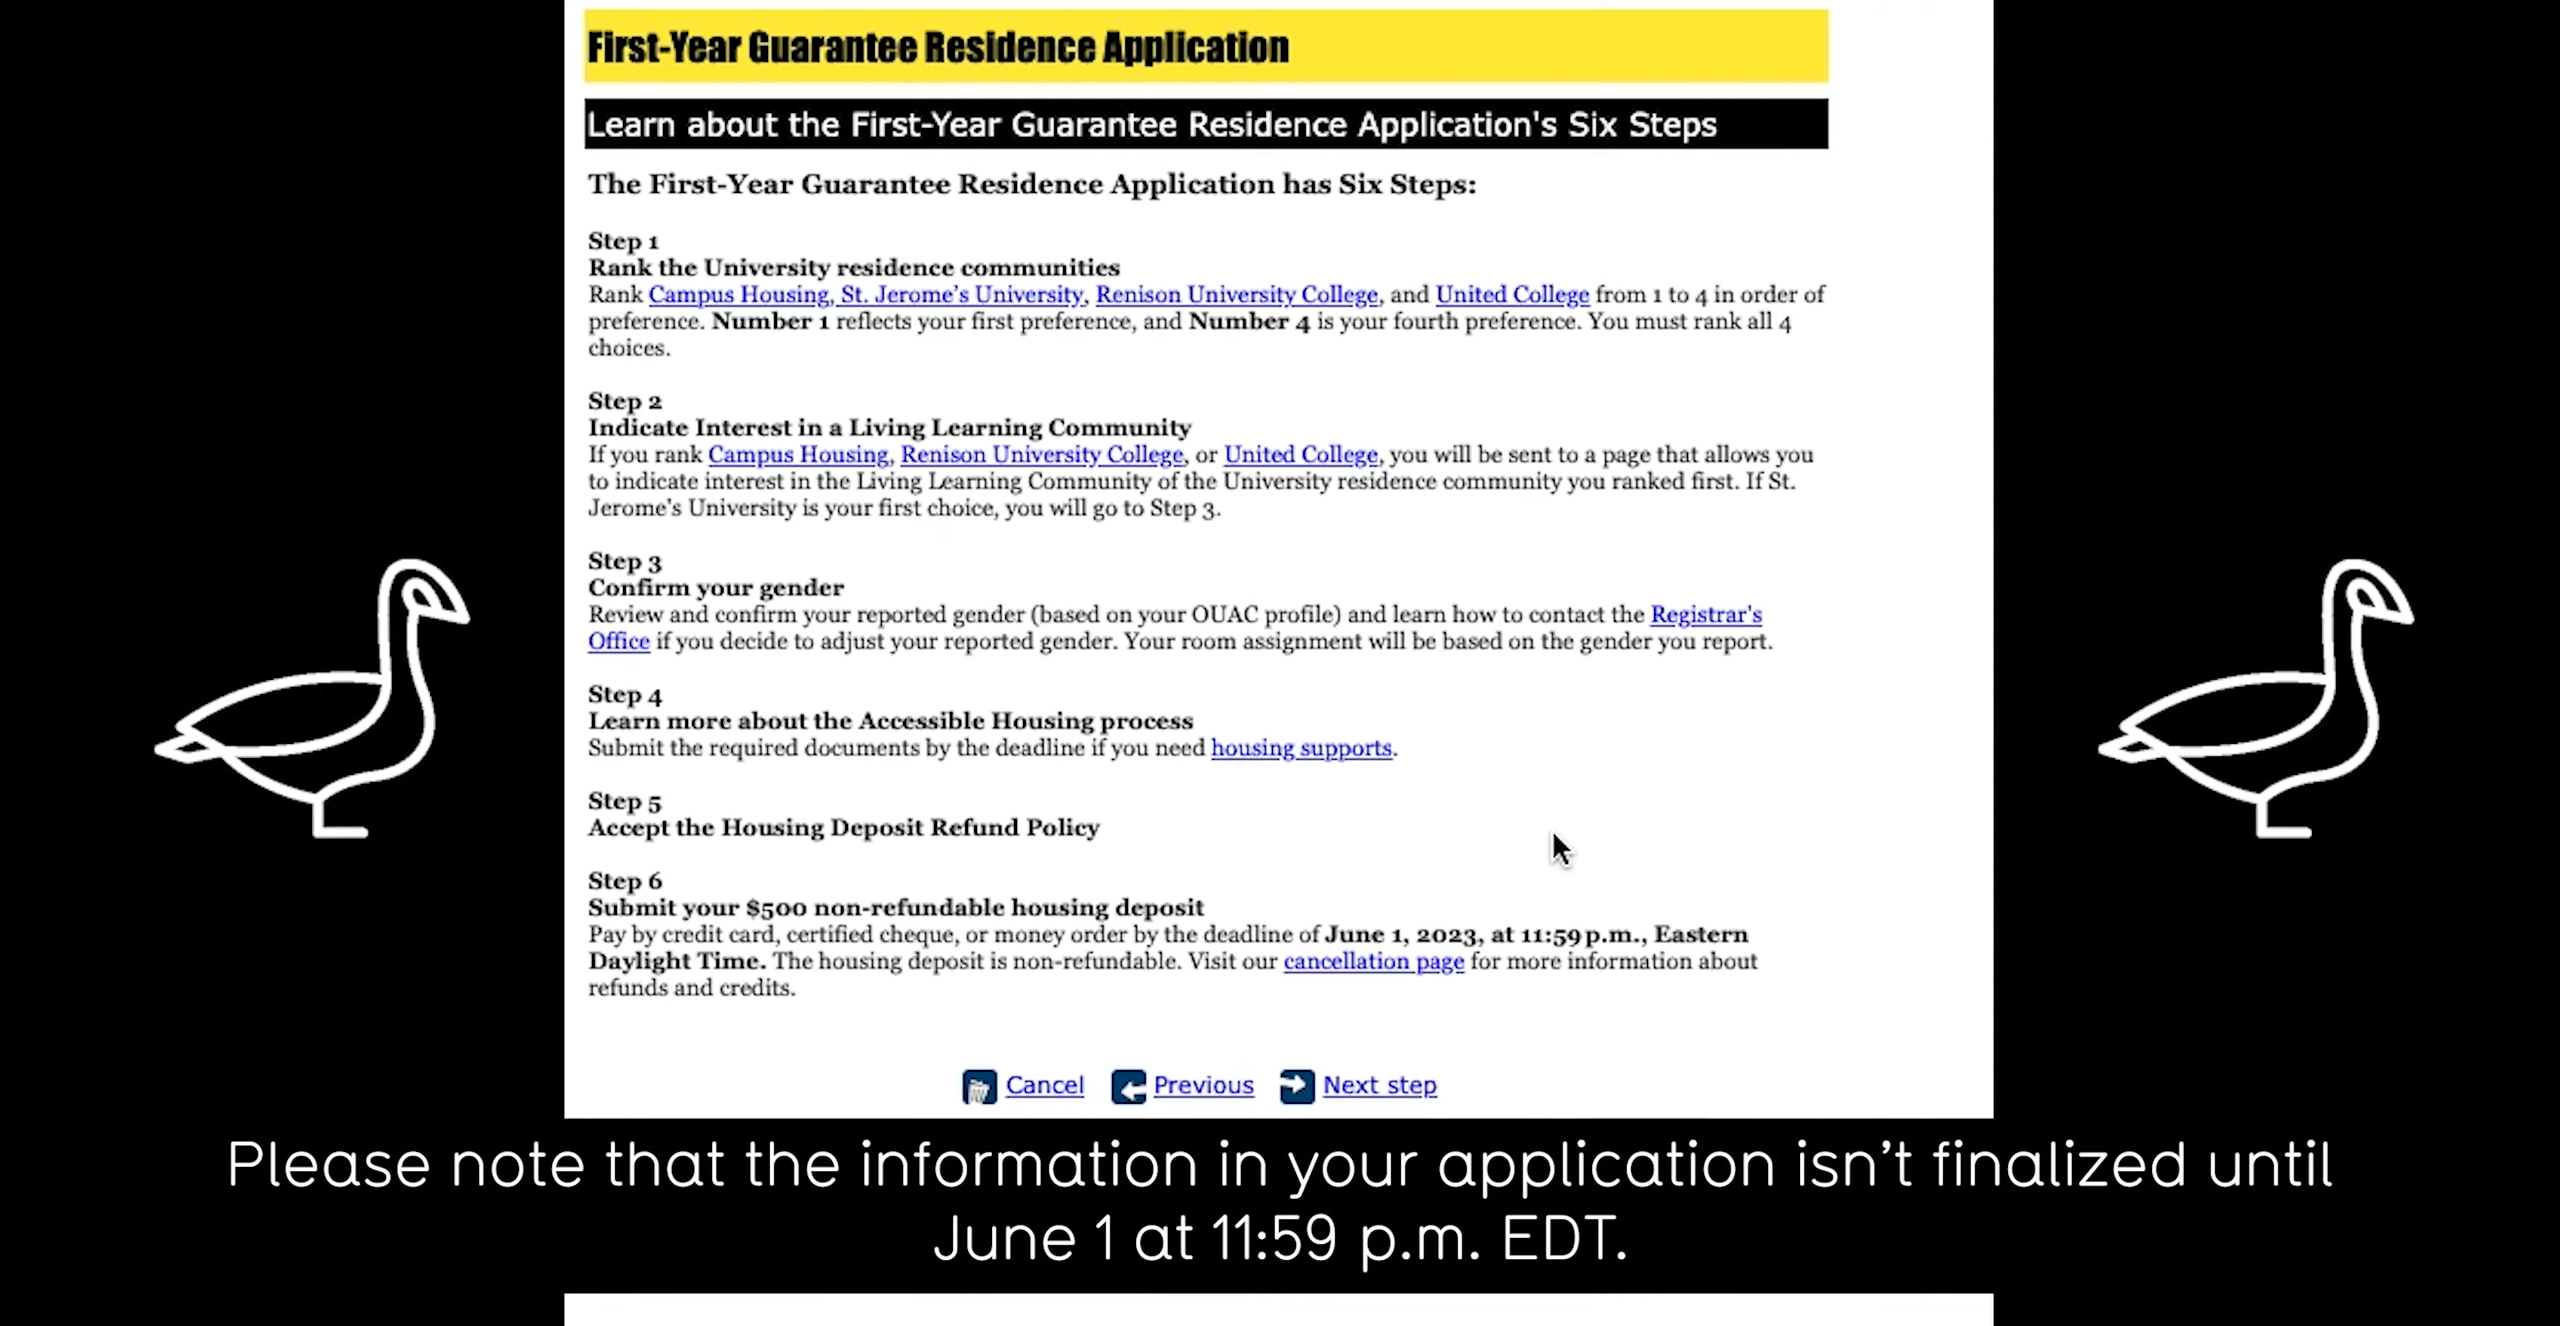 First-Year Guarantee Residence Application
Learn about the First-Year Guarantee Residence Application's Six Steps
The First-Year Guarantee Residence Application has Six Steps:
Step 1
Rank the University residence communities
Rank Campus Housing, St. Jerome's University, Renison University College, and United College from 1 to 4 in order of
preference. Number 1 reflects your first preference, and Number 4 is your fourth preference. You must rank all 4
choices.
Step 2
Indicate Interest in a Living Learning Community
If you rank Campus Housing, Renison University College, or United College, you will be sent to a page that allows you
to indicate interest in the Living Learning Community of the University residence community you ranked first. If St.
Jerome's University is your first choice, you will go to Step 3.
Step 3
Confirm your gender
Review and confirm your reported gender (based on your OUAC profile) and learn how to contact the Registrar's
Office if you decide to adjust your reported gender. Your room assignment will be based on the gender you report.
Step 4
Learn more about the Accessible Housing process
Submit the required documents by the deadline if you need housing supports.
Step 5
Accept the Housing Deposit Refund Policy
Step 6
Submit your $500 non-refundable housing deposit
Pay by credit card, certified cheque, or money order by the deadline of June 1, 2023, at 11:59 p.m., Eastern
Daylight Time. The housing deposit is non-refundable. Visit our cancellation page for more information about
refunds and credits.
Cancel Previous Next step
Please note that the information in your application isn't finalized until
June 1 at 11:59 p.m. EDT.